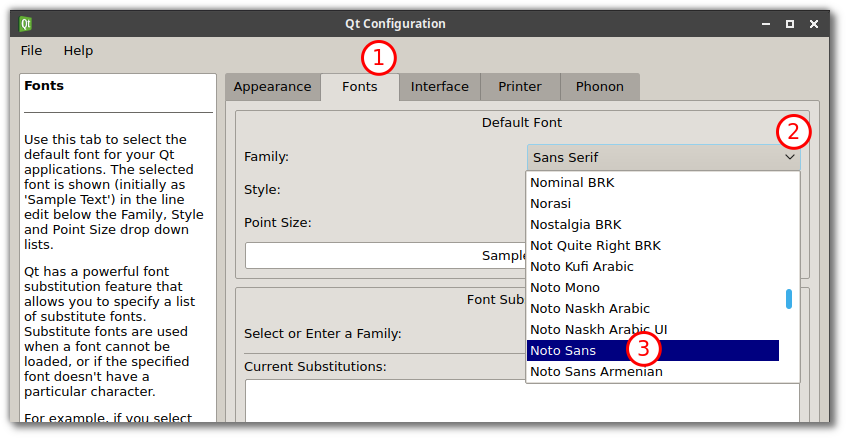 Qt Configuration
File Help
1
Fonts
Use this tab to select the
default font for your Qt
applications. The selected
font is shown (initially as
'Sample Text') in the line
edit below the Family, Style
and Point Size drop down
lists.
Qt has a powerful font
substitution feature that
allows you to specify a list
of substitute fonts.
Substitute fonts are used
when a font cannot be
loaded, or if the specified
font doesn't have a
particular character.
For example, if you select
Appearance Fonts Interface Printer Phonon
Default Font
2
Family: Sans Serif
Style:
Point Size:
Sample
Font Sub
Select or Enter a Family:
Current Substitutions:
Nominal BRK
Norasi
Nostalgia BRK
Not Quite Right BRK
Noto Kufi Arabic
Noto Mono
Noto Naskh Arabic
Noto Naskh Arabic UI
Noto Sans 3
Noto Sans Armenian